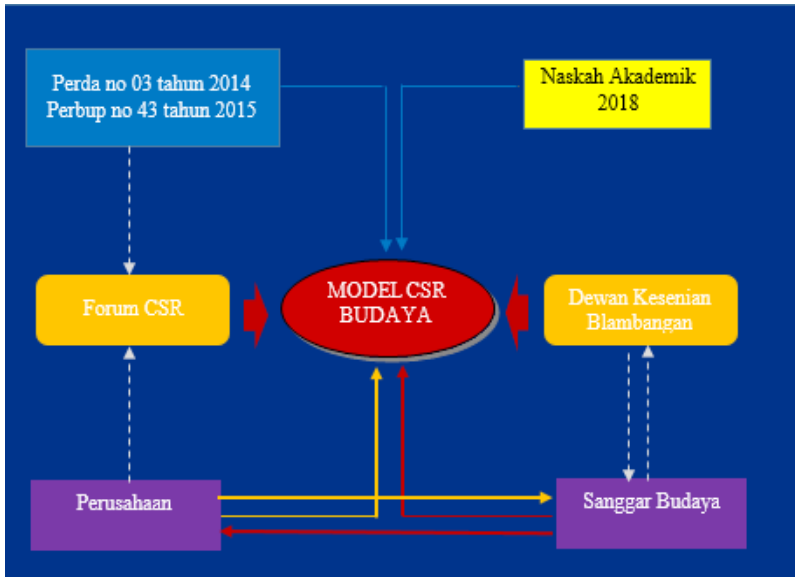 Perda no 03 tahun 2014
Perbup no 43 tahun 2015
Naskah Akademik
2018
Forum CSR
MODEL CSR
BUDAYA
Dewan Kesenian
Blambangan
Perusahaan
Sanggar Budaya